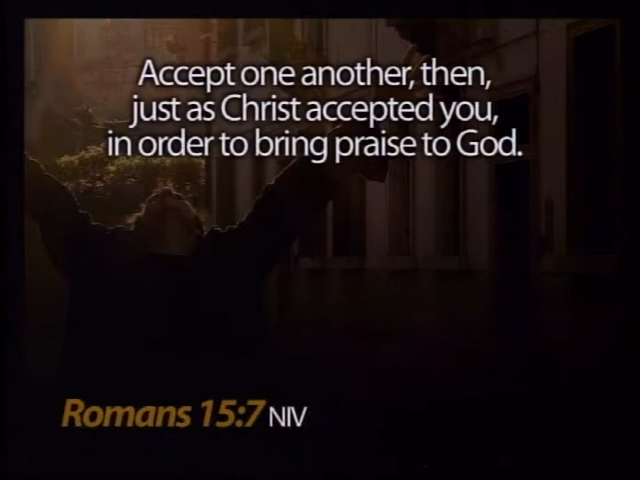 Accept one another, then,
just as Christ accepted you,
in order to bring praise to God.
Romans 15:7 NIV